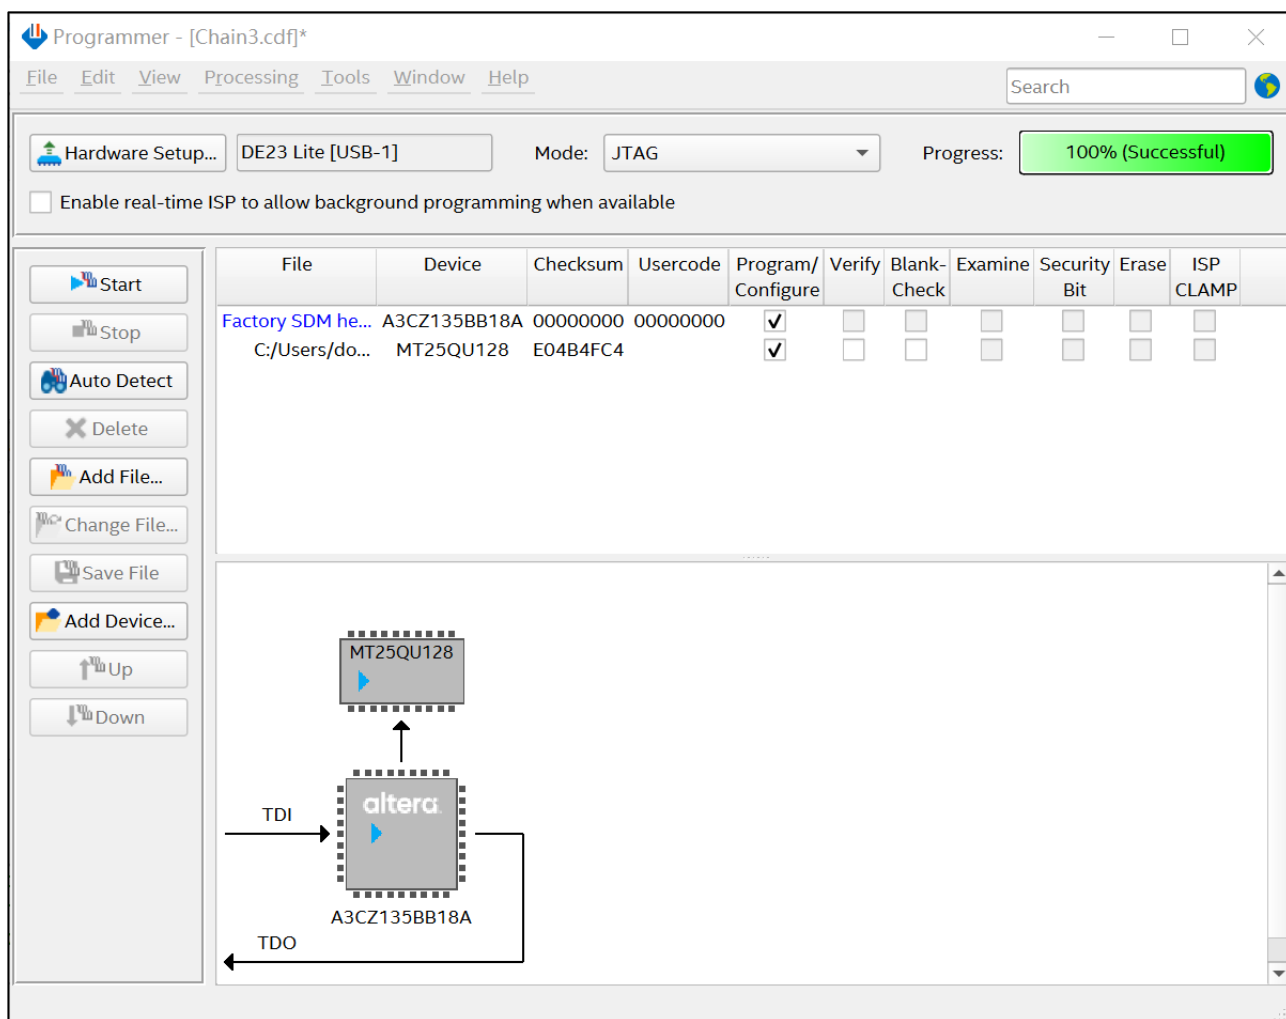 Programmer - [Chain3.cdf]*
File Edit View Processing Tools Window Help Search
Hardware Setup... DE23 Lite [USB-1] Mode: JTAG Progress: 100% (Successful)
Enable real-time ISP to allow background programming when available
Start
Stop
Auto Detect
Delete
Add File...
Change File...
Save File
Add Device...
Up
Down
File Device Checksum Usercode Program/ Verify Blank- Examine Security Erase ISP
Configure Check Bit CLAMP
Factory SDM he... A3CZ135BB18A 00000000 00000000
C:/Users/do... MT25QU128 E04B4FC4
MT25QU128
altera.
TDI
A3CZ135BB18A
TDO